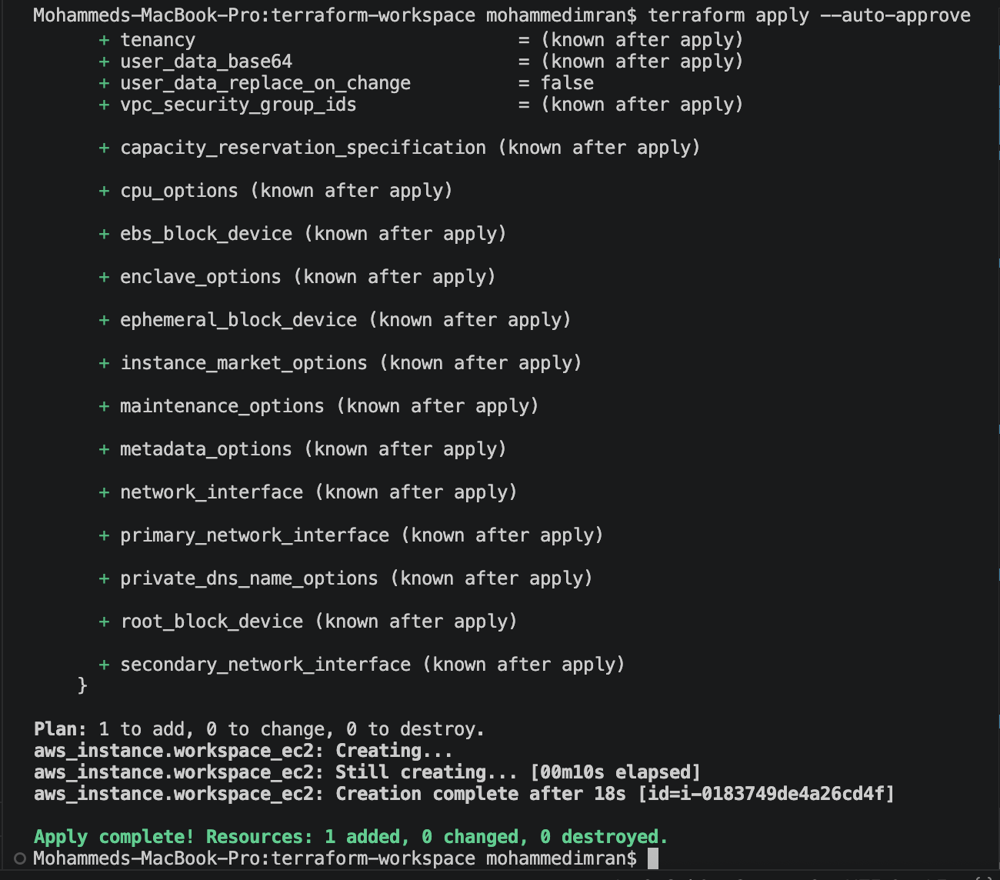 Mohammeds-MacBook-Pro:terraform-workspace mohammedimran$ terraform apply --auto-approve
+ tenancy = (known after apply)
+ user_data_base64 = (known after apply)
+ user_data_replace_on_change = false
+ vpc_security_group_ids = (known after apply)
+ capacity_reservation_specification (known after apply)
+ cpu_options (known after apply)
+ ebs_block_device (known after apply)
+ enclave_options (known after apply)
+ ephemeral_block_device (known after apply)
+ instance_market_options (known after apply)
+ maintenance_options (known after apply)
+ metadata_options (known after apply)
+ network_interface (known after apply)
+ primary_network_interface (known after apply)
+ private_dns_name_options (known after apply)
+ root_block_device (known after apply)
+ secondary_network_interface (known after apply)
}
Plan: 1 to add, 0 to change, 0 to destroy.
aws_instance.workspace_ec2: Creating...
aws_instance.workspace_ec2: Still creating... [00m10s elapsed]
aws_instance.workspace_ec2: Creation complete after 18s [id=i-0183749de4a26cd4f]
Apply complete! Resources: 1 added, 0 changed, 0 destroyed.
Mohammeds-MacBook-Pro:terraform-workspace mohammedimran$